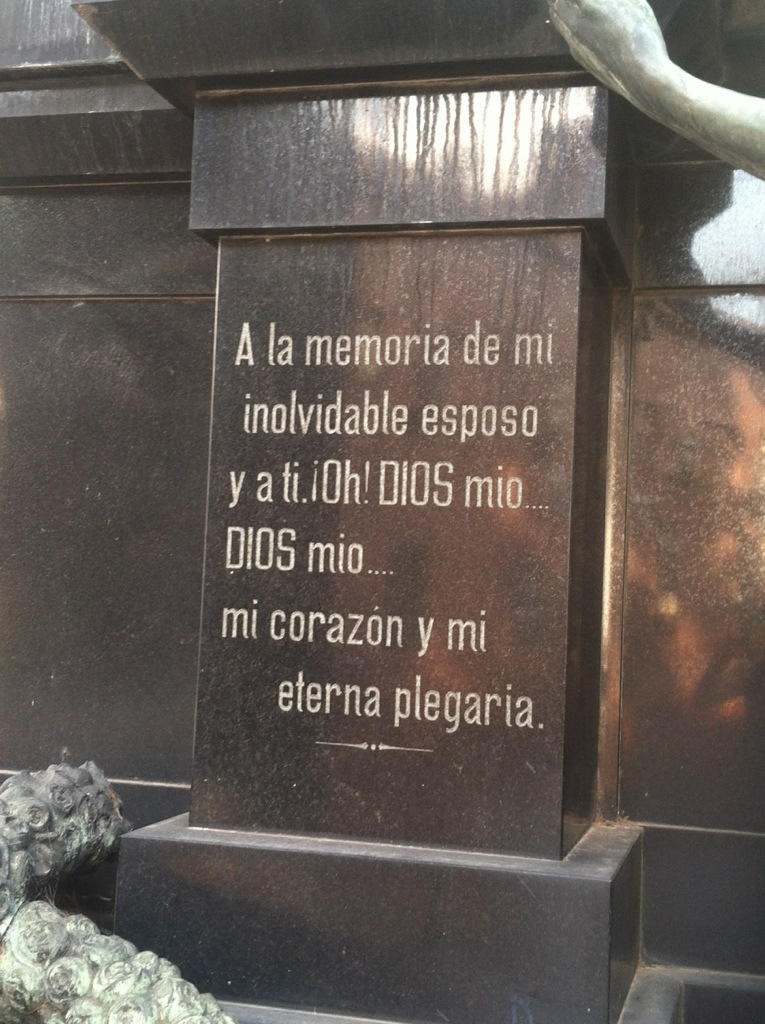 A la memoria de mi
inolvidable esposo
y a ti. ¡Oh! DIOS mio....
DIOS mio....
mi corazón y mi
eterna plegaria.